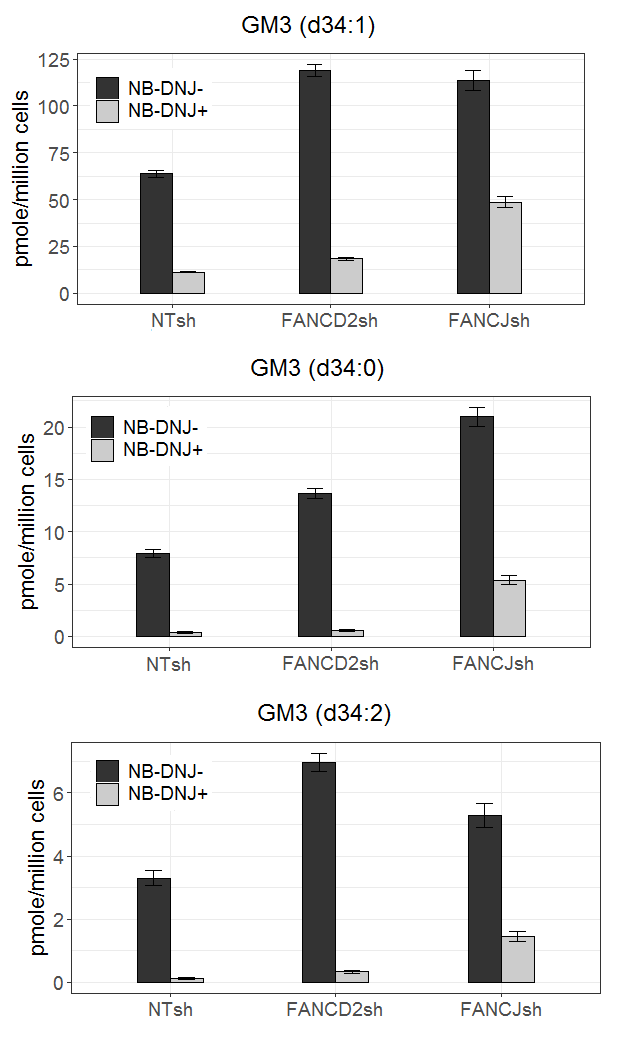 GM3 (d34:1)
pmole/million cells
125
100
75
50
25
0
NB-DNJ-
NB-DNJ+
NTsh FANCD2sh FANCJsh
GM3 (d34:0)
pmole/million cells
20
15
10
5
0
NB-DNJ-
NB-DNJ+
NTsh FANCD2sh FANCJsh
GM3 (d34:2)
pmole/million cells
6
4
2
0
NB-DNJ-
NB-DNJ+
NTsh FANCD2sh FANCJsh